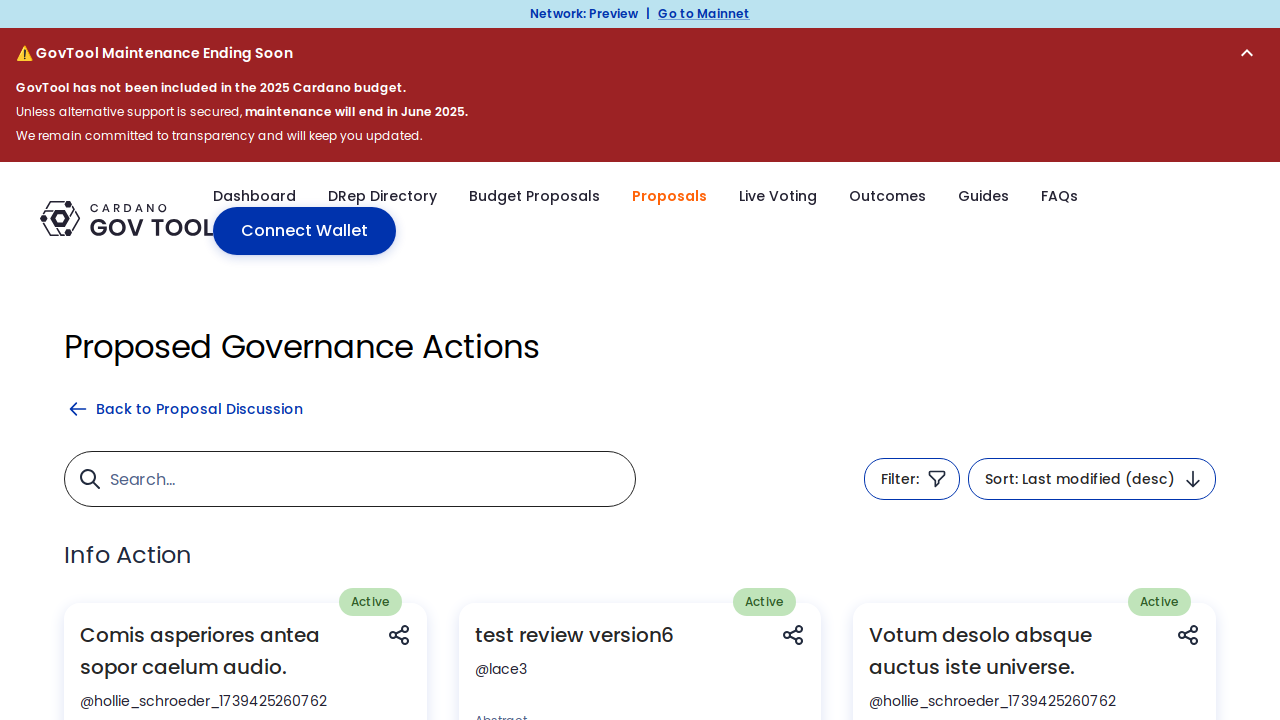 Network: Preview | Go to Mainnet
⚠️ GovTool Maintenance Ending Soon
GovTool has not been included in the 2025 Cardano budget.
Unless alternative support is secured, maintenance will end in June 2025.
We remain committed to transparency and will keep you updated.
CARDANO
GOV TOOL
Dashboard DRep Directory Budget Proposals Proposals Live Voting Outcomes Guides FAQs
Connect Wallet
Proposed Governance Actions
Back to Proposal Discussion
Search...
Filter:
Sort: Last modified (desc)
Info Action
Active
Comis asperiores antea
sopor caelum audio.
@hollie_schroeder_1739425260762
Active
test review version6
@lace3
Abstract
Active
Votum desolo absque
auctus iste universe.
@hollie_schroeder_1739425260762